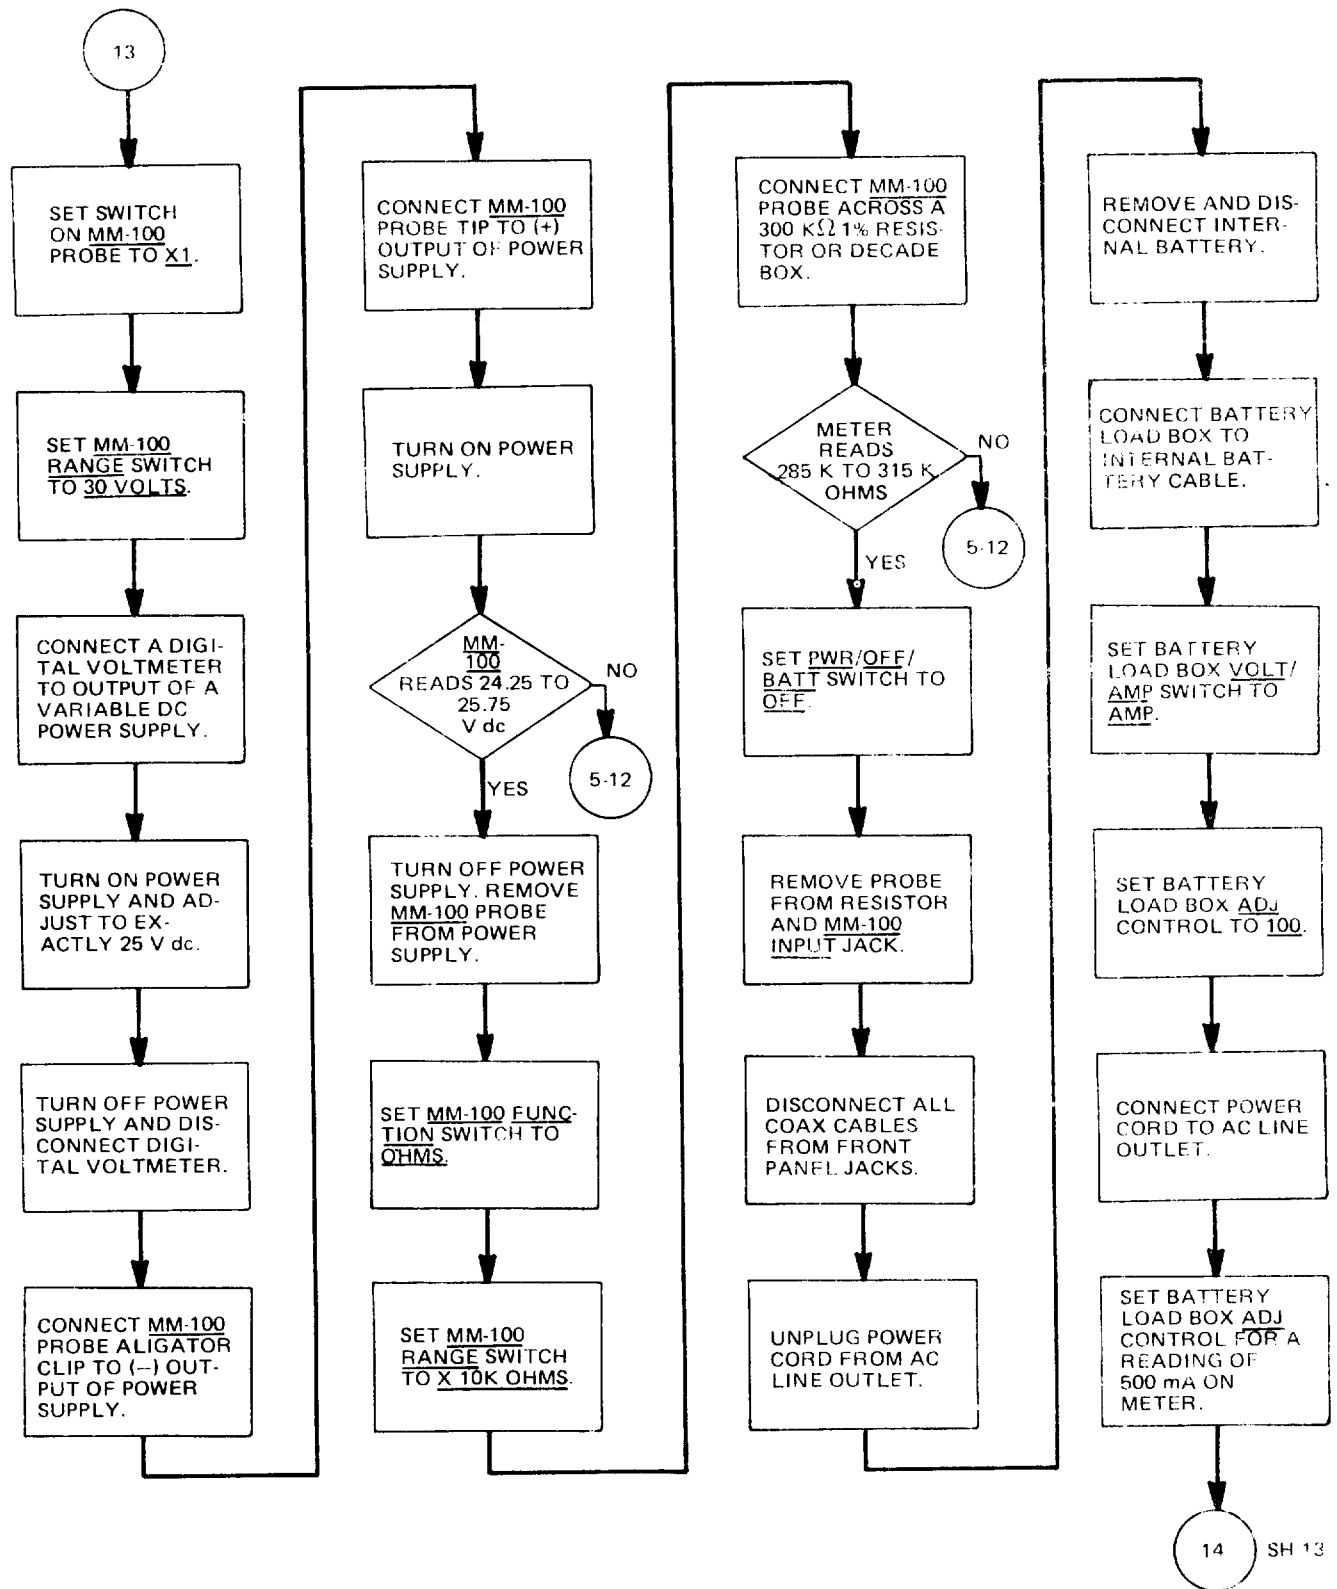 13
SET SWITCH
ON MM-100
PROBE TO X1.
SET MM-100
RANGE SWITCH
TO 30 VOLTS.
CONNECT A DIGI-
TAL VOLTMETER
TO OUTPUT OF A
VARIABLE DC
POWER SUPPLY.
TURN ON POWER
SUPPLY AND AD-
JUST TO EX-
ACTLY 25 V dc.
TURN OFF POWER
SUPPLY AND DIS-
CONNECT DIGI-
TAL VOLTMETER.
CONNECT MM-100
PROBE ALIGATOR
CLIP TO (—) OUT-
PUT OF POWER
SUPPLY.
CONNECT MM-100
PROBE TIP TO (+)
OUTPUT OF POWER
SUPPLY.
TURN ON POWER
SUPPLY.
MM-
100
READS 24.25 TO
25.75
V dc
NO
5-12
YES
TURN OFF POWER
SUPPLY. REMOVE
MM-100 PROBE
FROM POWER
SUPPLY.
SET MM-100 FUNC-
TION SWITCH TO
OHMS.
SET MM-100
RANGE SWITCH
TO X 10K OHMS.
CONNECT MM-100
PROBE ACROSS A
300 KΩ 1% RESIS-
TOR OR DECADE
BOX.
METER
READS
285 K TO 315 K
OHMS
NO
5-12
YES
SET PWR/OFF/
BATT SWITCH TO
OFF.
REMOVE PROBE
FROM RESISTOR
AND MM-100
INPUT JACK.
DISCONNECT ALL
COAX CABLES
FROM FRONT
PANEL JACKS.
UNPLUG POWER
CORD FROM AC
LINE OUTLET.
REMOVE AND DIS-
CONNECT INTER-
NAL BATTERY.
CONNECT BATTERY
LOAD BOX TO
INTERNAL BAT-
TERY CABLE.
SET BATTERY
LOAD BOX VOLT/
AMP SWITCH TO
AMP.
SET BATTERY
LOAD BOX ADJ
CONTROL TO 100.
CONNECT POWER
CORD TO AC LINE
OUTLET.
SET BATTERY
LOAD BOX ADJ
CONTROL FOR A
READING OF
500 mA ON
METER.
14
SH 13